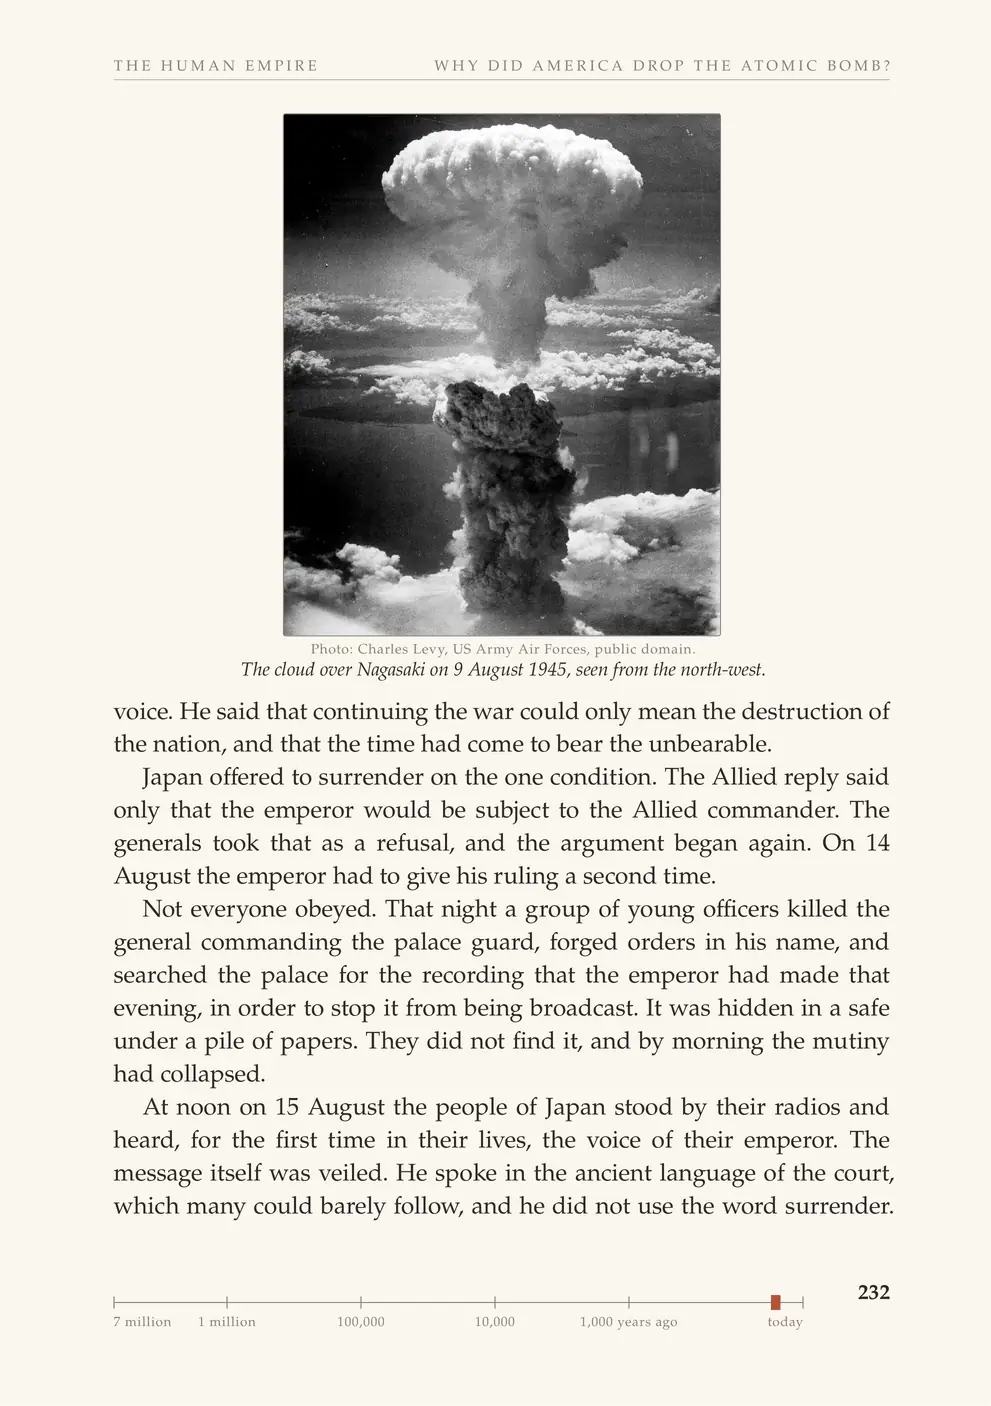 THE HUMAN EMPIRE
WHY DID AMERICA DROP THE ATOMIC BOMB?
Photo: Charles Levy, US Army Air Forces, public domain.
The cloud over Nagasaki on 9 August 1945, seen from the north-west.
voice. He said that continuing the war could only mean the destruction of
the nation, and that the time had come to bear the unbearable.
Japan offered to surrender on the one condition. The Allied reply said
only that the emperor would be subject to the Allied commander. The
generals took that as a refusal, and the argument began again. On 14
August the emperor had to give his ruling a second time.
Not everyone obeyed. That night a group of young officers killed the
general commanding the palace guard, forged orders in his name, and
searched the palace for the recording that the emperor had made that
evening, in order to stop it from being broadcast. It was hidden in a safe
under a pile of papers. They did not find it, and by morning the mutiny
had collapsed.
At noon on 15 August the people of Japan stood by their radios and
heard, for the first time in their lives, the voice of their emperor. The
message itself was veiled. He spoke in the ancient language of the court,
which many could barely follow, and he did not use the word surrender.
232
7 million 1 million 100,000 10,000 1,000 years ago today